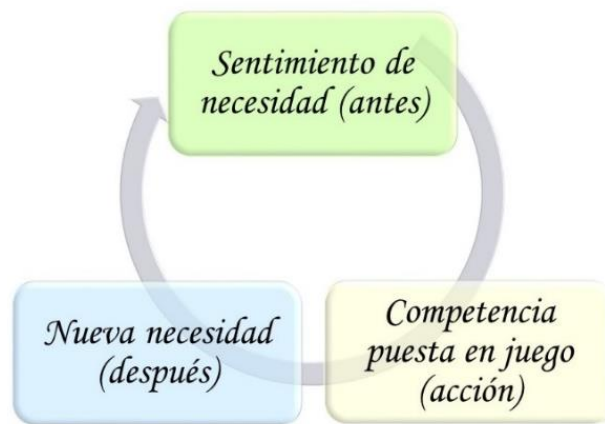 Sentimiento de
necesidad (antes)
Competencia
puesta en juego
(acción)
Nueva necesidad
(después)